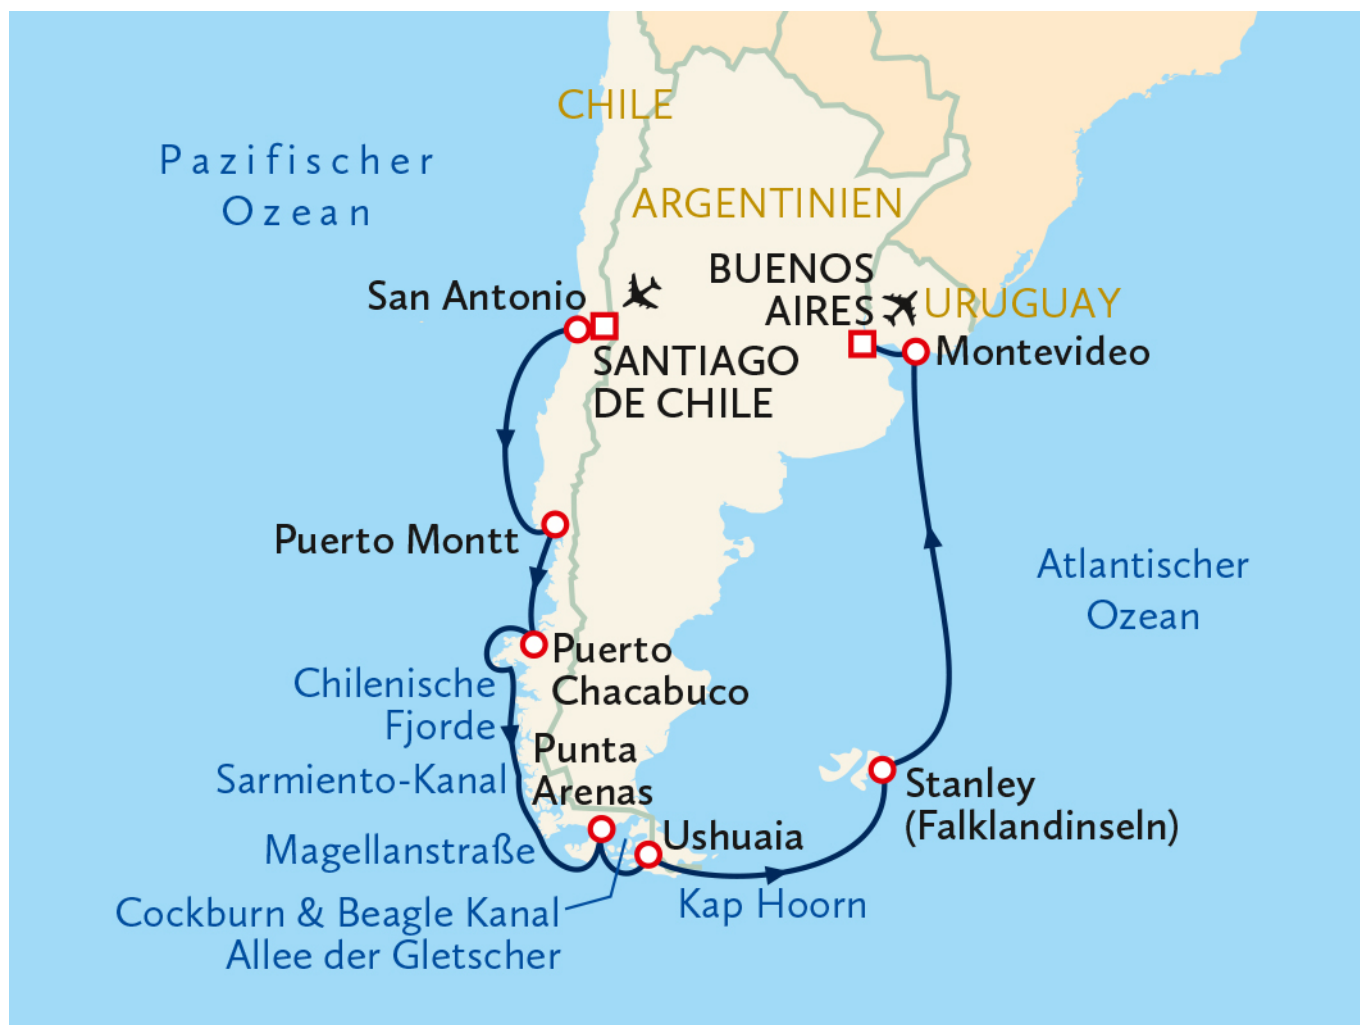 CHILE
Pazifischer
Ozean
ARGENTINIEN
BUENOS
AIRES
URUGUAY
San Antonio
Montevideo
SANTIAGO
DE CHILE
Puerto Montt
Atlantischer
Ozean
Puerto
Chacabuco
Chilenische
Fjorde
Punta
Arenas
Sarmiento-Kanal
Stanley
(Falklandinseln)
Ushuaia
Magellanstraße
Kap Hoorn
Cockburn & Beagle Kanal
Allee der Gletscher